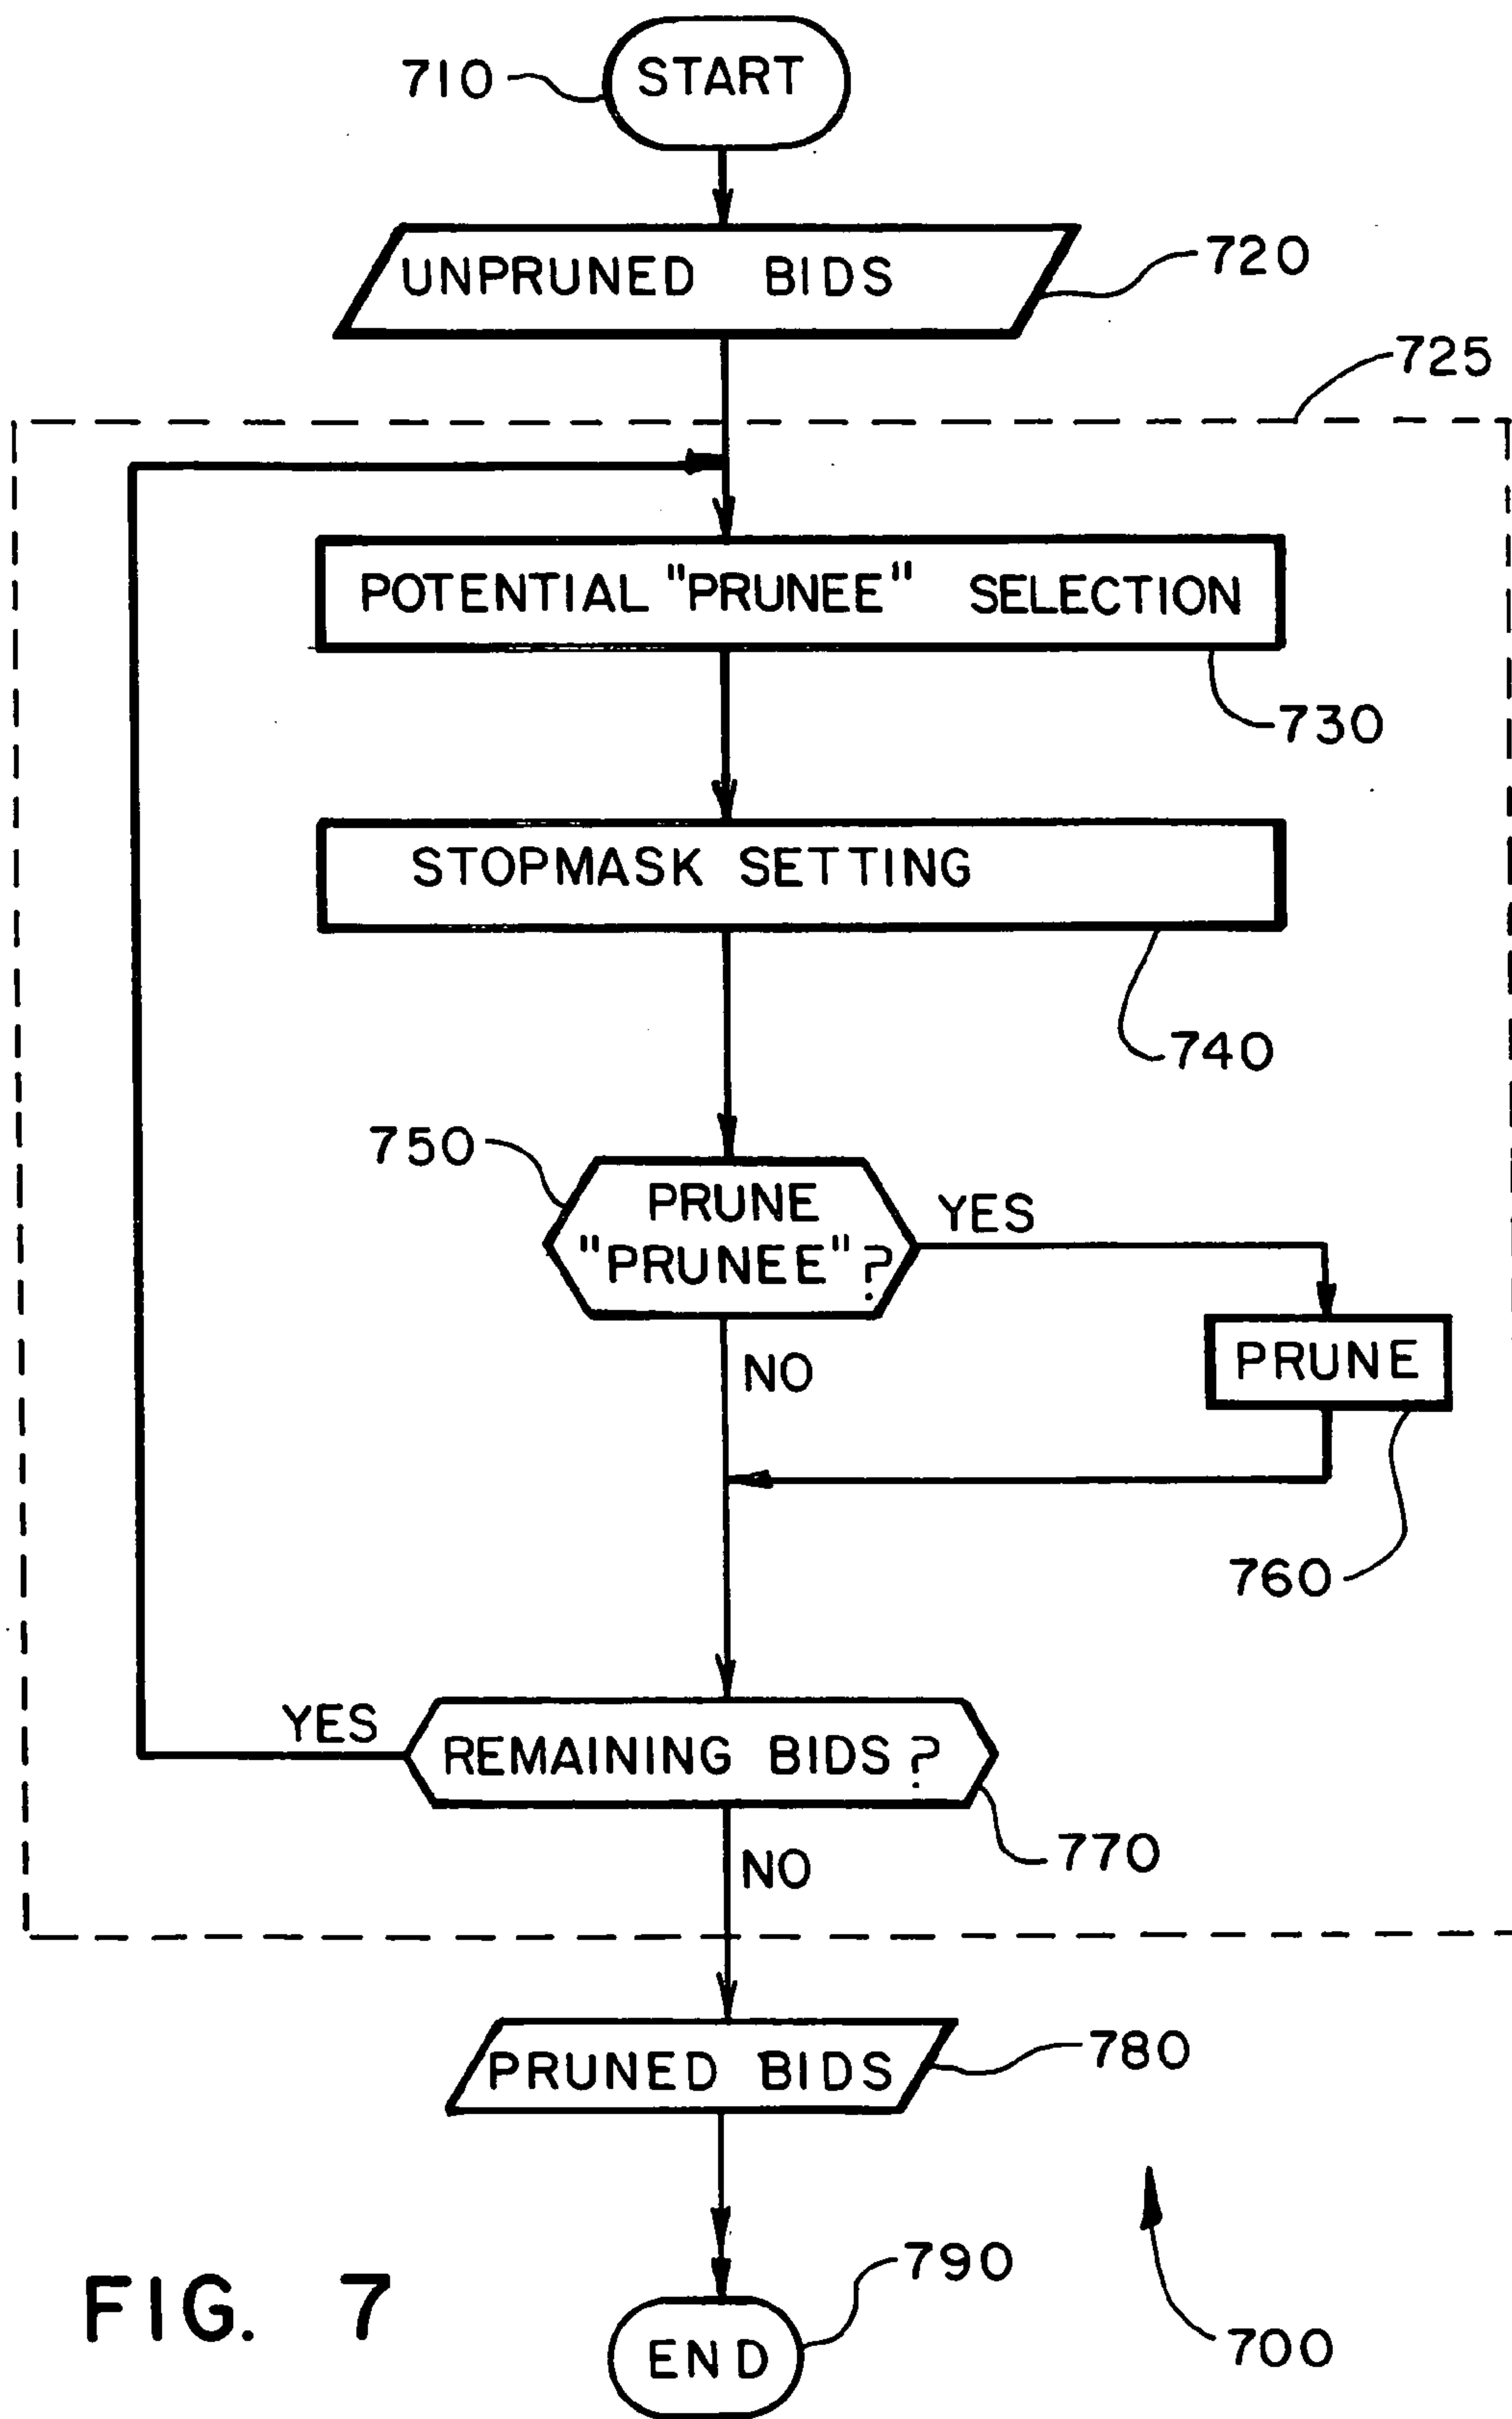 710
START
UNPRUNED BIDS
720
725
POTENTIAL "PRUNEE" SELECTION
730
STOPMASK SETTING
740
750
PRUNE
"PRUNEE"?
YES
NO
PRUNE
760
YES
REMAINING BIDS?
770
NO
PRUNED BIDS
780
790
END
700
FIG. 7